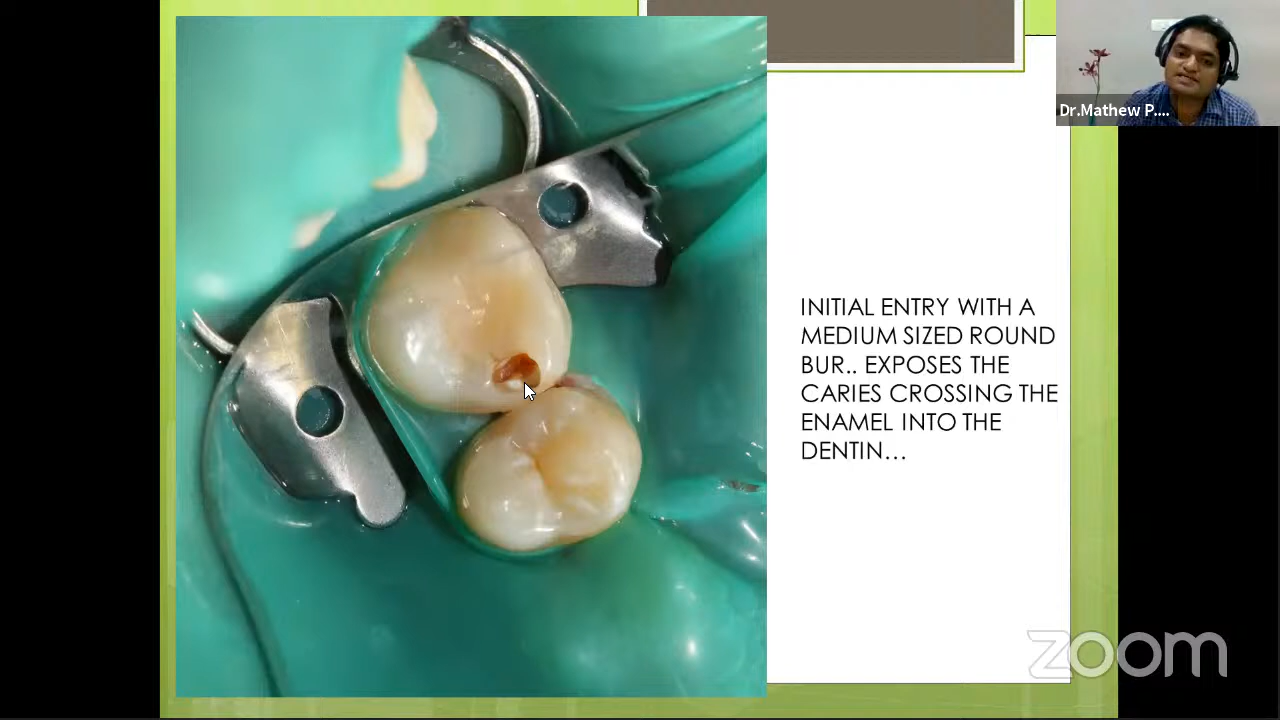 Dr.Mathew P....
INITIAL ENTRY WITH A
MEDIUM SIZED ROUND
BUR.. EXPOSES THE
CARIES CROSSING THE
ENAMEL INTO THE
DENTIN...
zoom